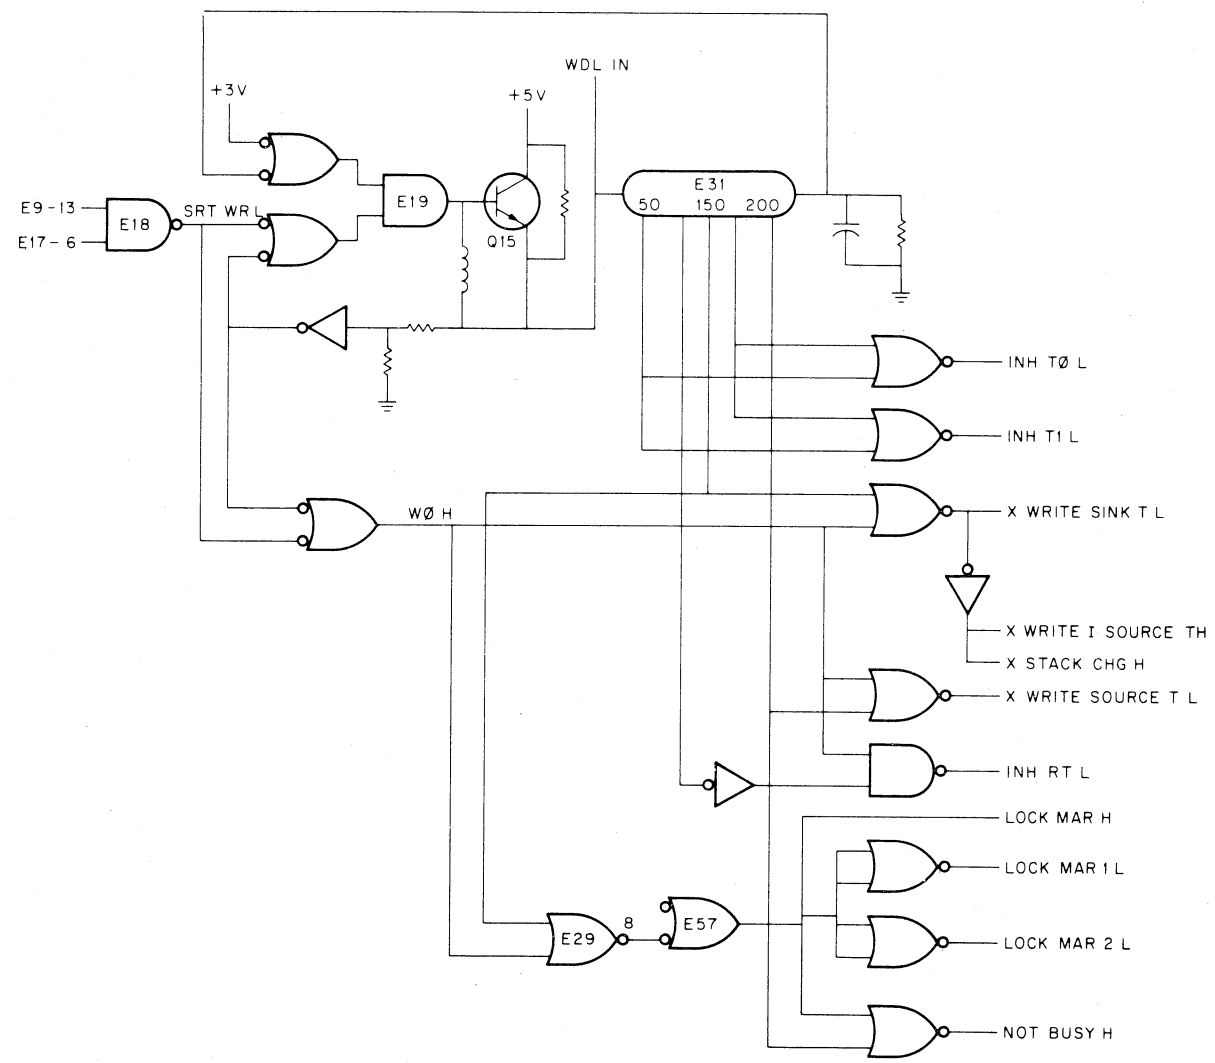 WDL IN
+3V
+5V
E31
50 150 200
E19
E9-13
SRT WR L
E18
E17-6
Q15
INH TØ L
INH T1 L
WØ H
X WRITE SINK T L
X WRITE I SOURCE TH
X STACK CHG H
X WRITE SOURCE T L
INH RT L
LOCK MAR H
LOCK MAR 1 L
8
E57
E29
LOCK MAR 2 L
NOT BUSY H